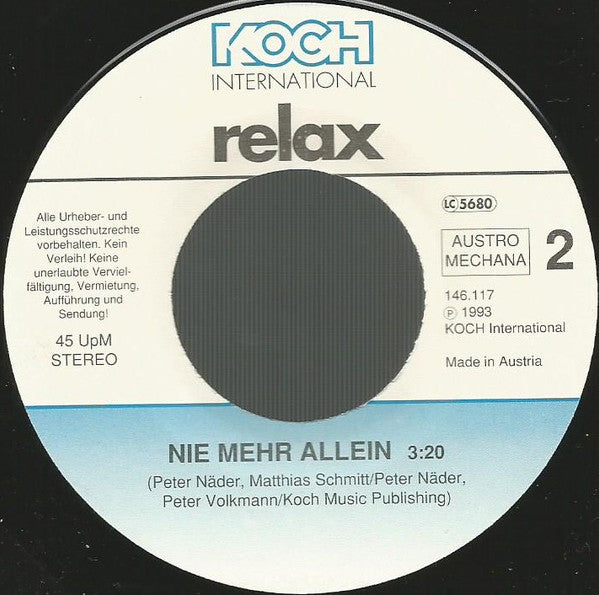 KOCH
INTERNATIONAL
relax
Alle Urheber- und
Leistungsschutzrechte
vorbehalten. Kein
Verleih! Keine
unerlaubte Verviel-
fältigung, Vermietung,
Aufführung und
Sendung!
45 UpM
STEREO
LC 5680
AUSTRO
MECHANA
2
146.117
℗ 1993
KOCH International
Made in Austria
NIE MEHR ALLEIN 3:20
(Peter Näder, Matthias Schmitt/Peter Näder,
Peter Volkmann/Koch Music Publishing)